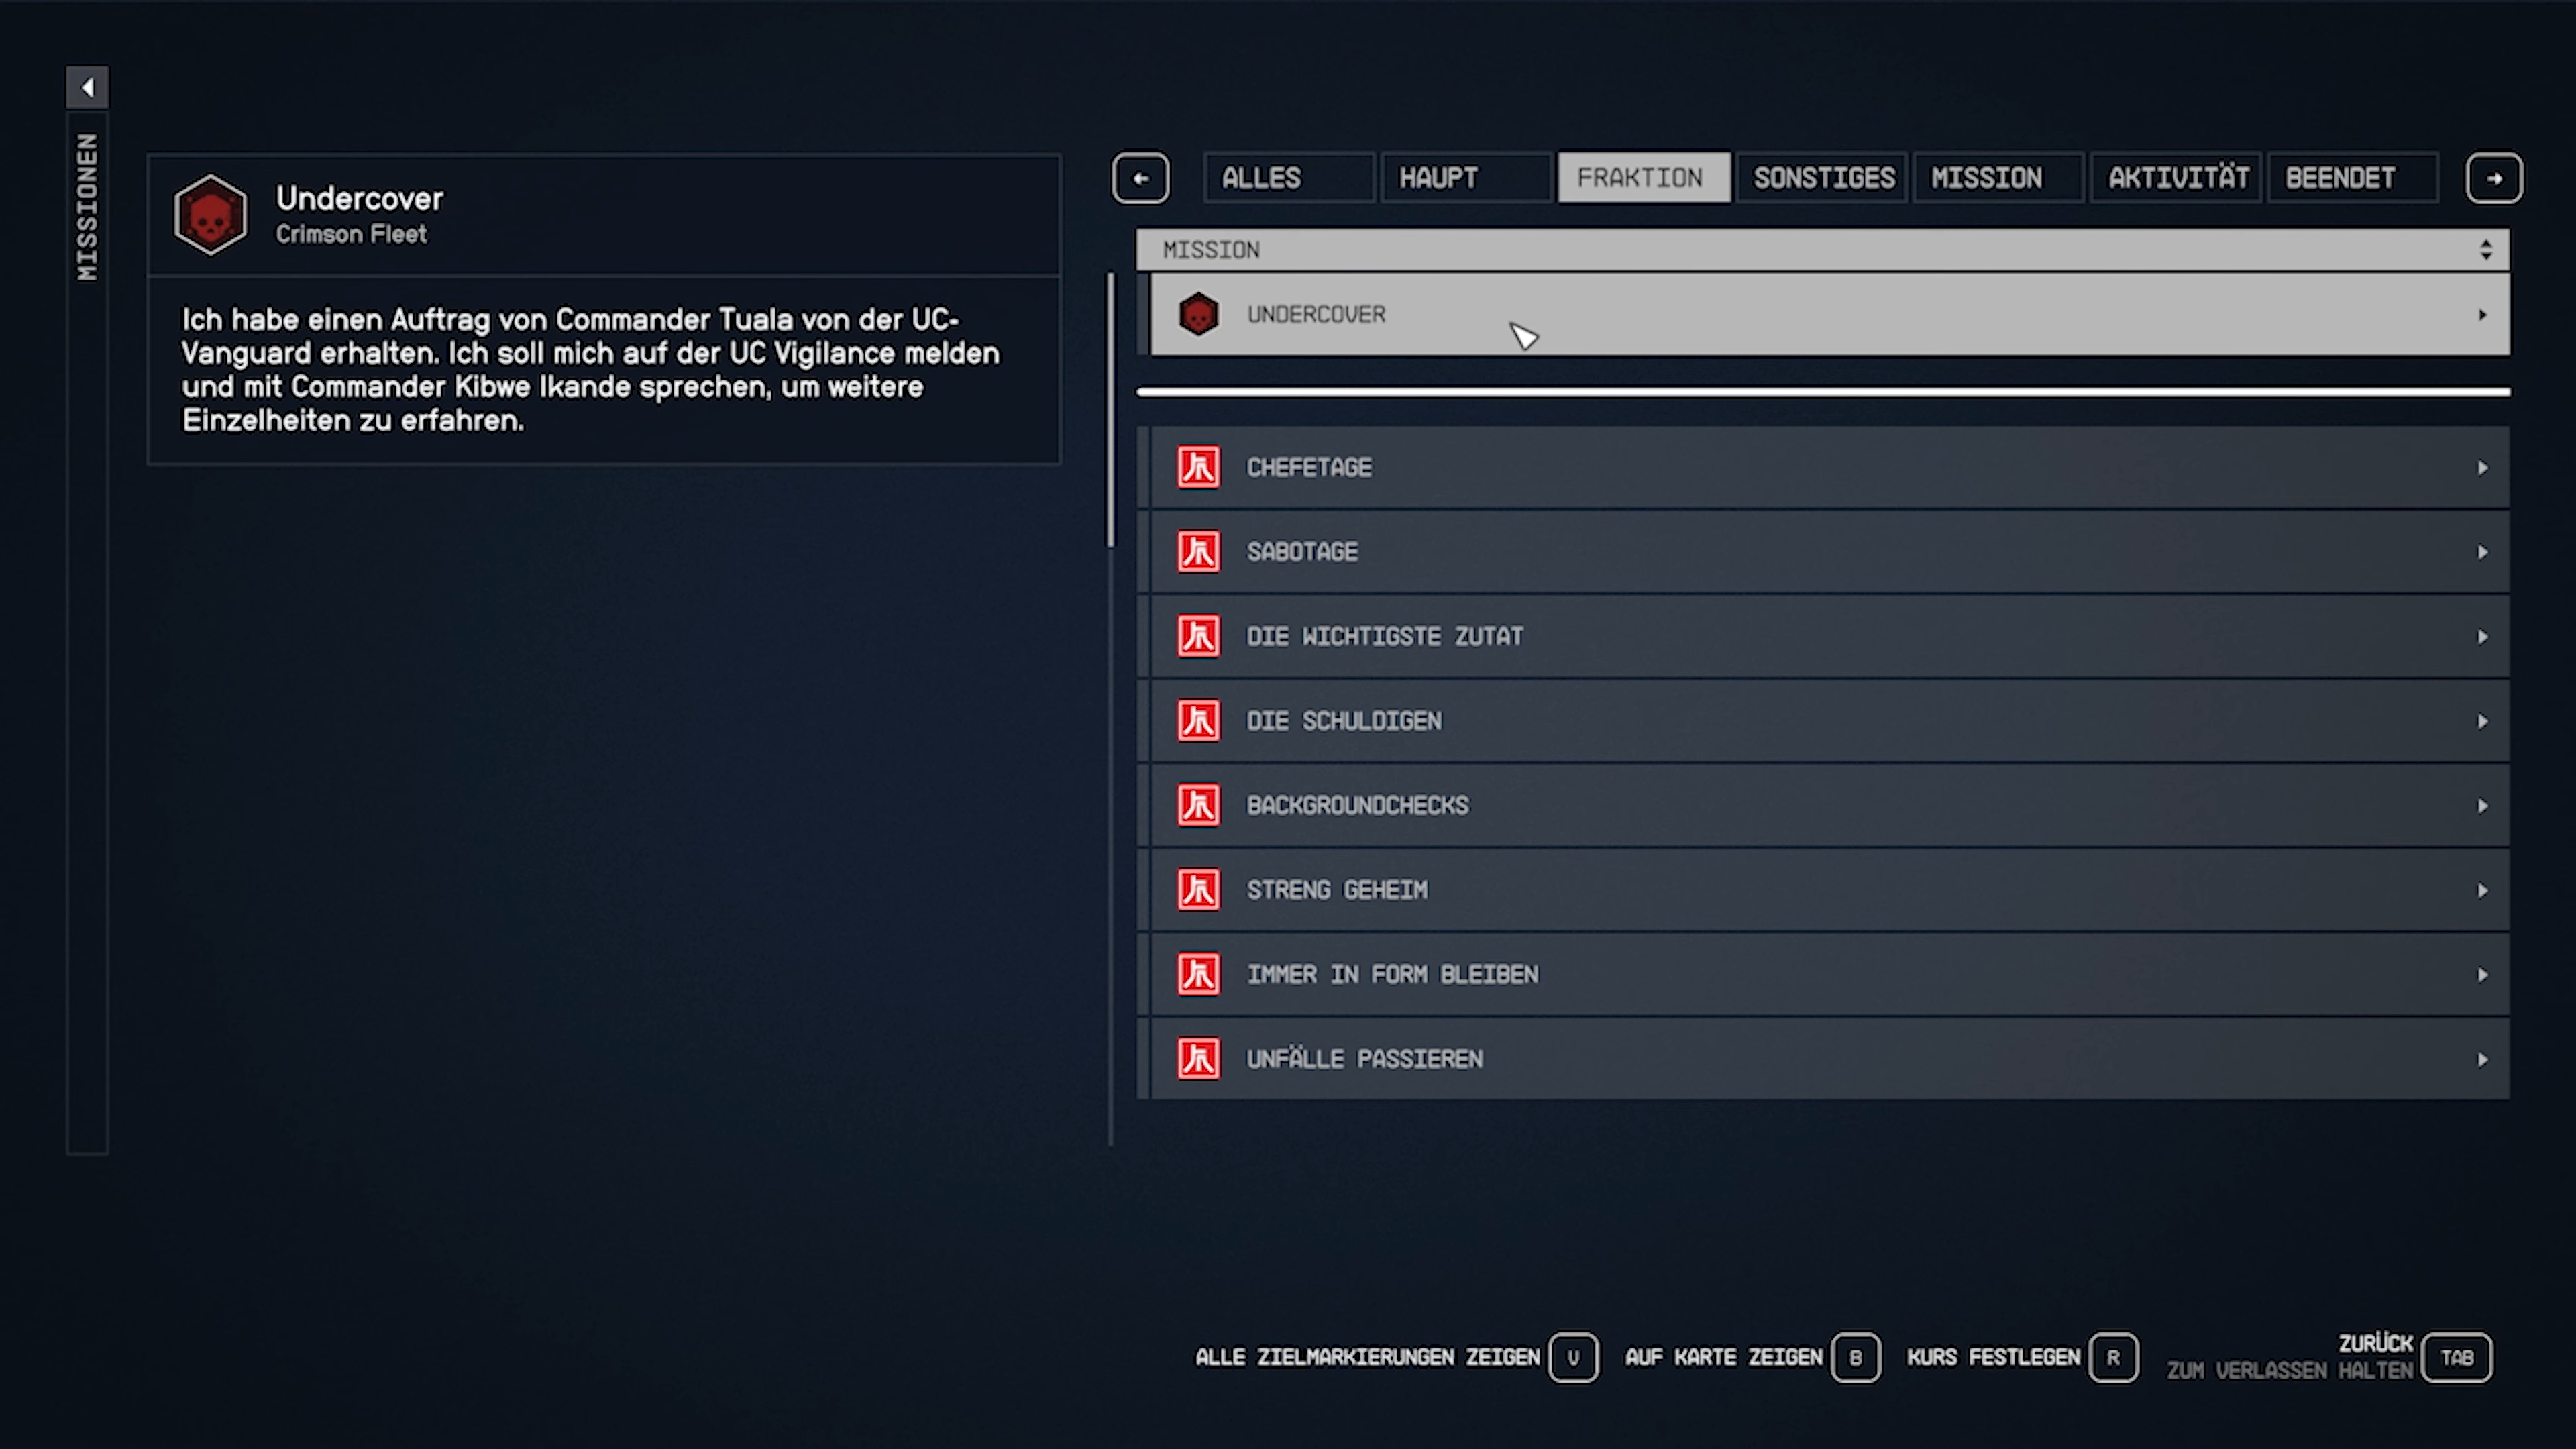 MISSIONEN
Undercover
Crimson Fleet
Ich habe einen Auftrag von Commander Tuala von der UC-
Vanguard erhalten. Ich soll mich auf der UC Vigilance melden
und mit Commander Kibwe Ikande sprechen, um weitere
Einzelheiten zu erfahren.
ALLES HAUPT FRAKTION SONSTIGES MISSION AKTIVITÄT BEENDET
MISSION
UNDERCOVER
CHEFETAGE
SABOTAGE
DIE WICHTIGSTE ZUTAT
DIE SCHULDIGEN
BACKGROUNDCHECKS
STRENG GEHEIM
IMMER IN FORM BLEIBEN
UNFÄLLE PASSIEREN
ALLE ZIELMARKIERUNGEN ZEIGEN V AUF KARTE ZEIGEN B KURS FESTLEGEN R ZURÜCK TAB
ZUM VERLASSEN HALTEN